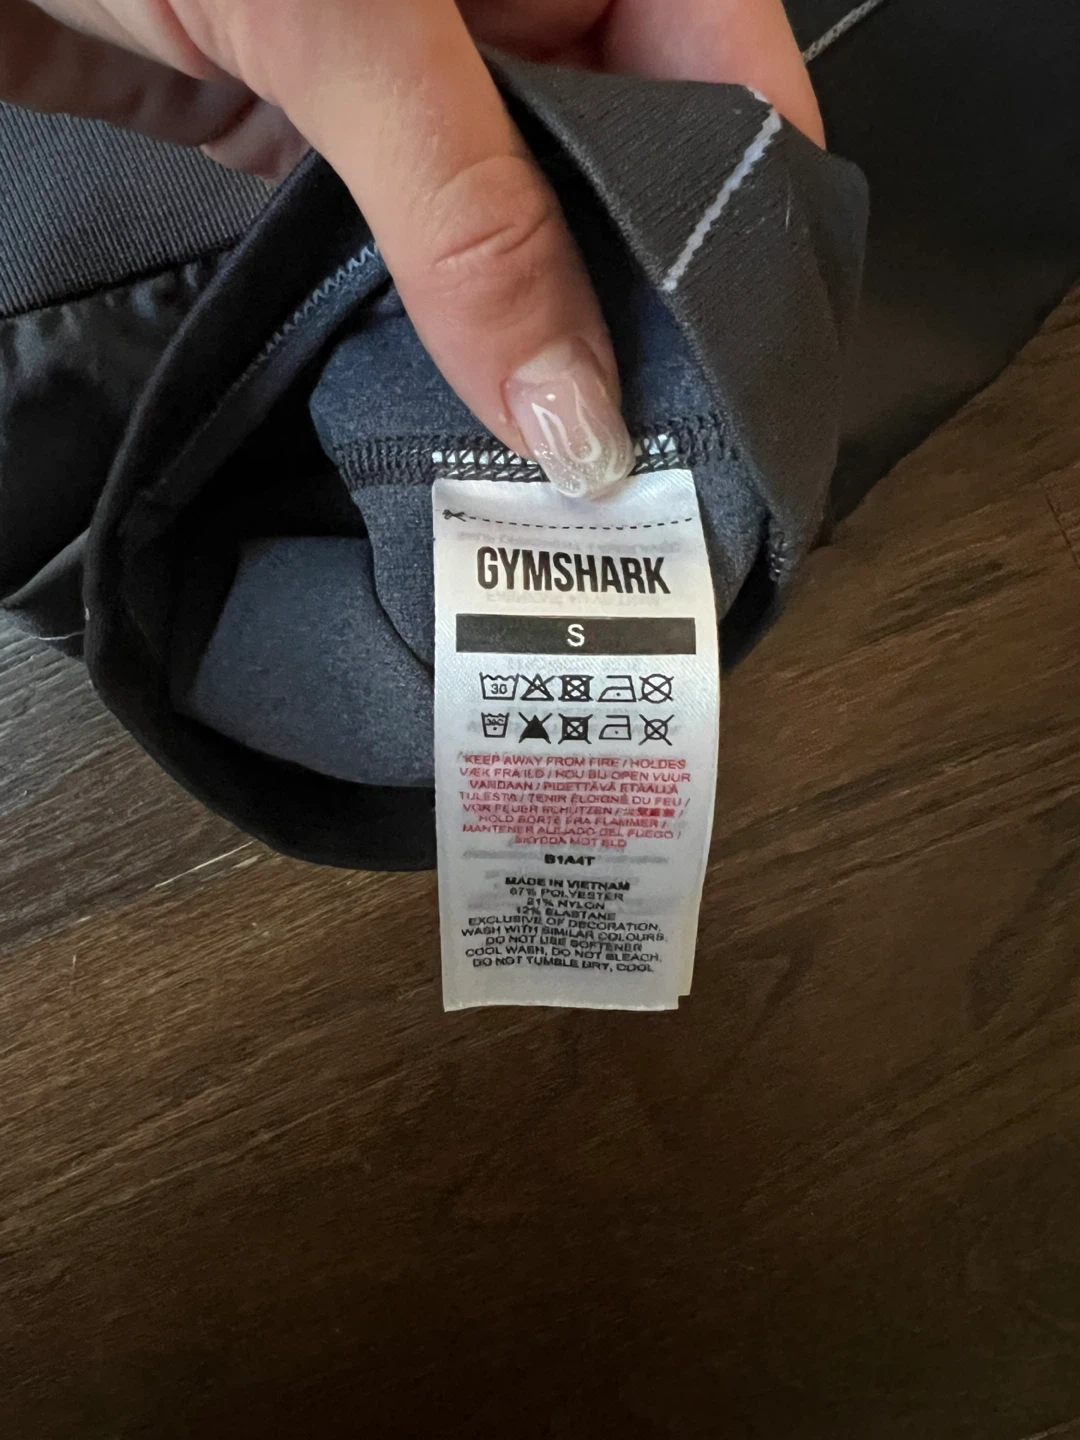 GYMSHARK
S
30
30C
KEEP AWAY FROM FIRE / HOLDES
VÆK FRA ILD / HOU BIJ OPEN VUUR
VANDAAN / PIDETTÄVÄ ETÄÄLLÄ
TULESTA / TENIR ÉLOIGNÉ DU FEU /
VOR FEUER SCHÜTZEN /
HOLD BORTE FRA FLAMMER /
MANTENER ALEJADO DEL FUEGO /
SKYDDA MOT ELD
B1A4T
MADE IN VIETNAM
67% POLYESTER
21% NYLON
12% ELASTANE
EXCLUSIVE OF DECORATION,
WASH WITH SIMILAR COLOURS,
DO NOT USE SOFTENER
COOL WASH, DO NOT BLEACH,
DO NOT TUMBLE DRY, COOL